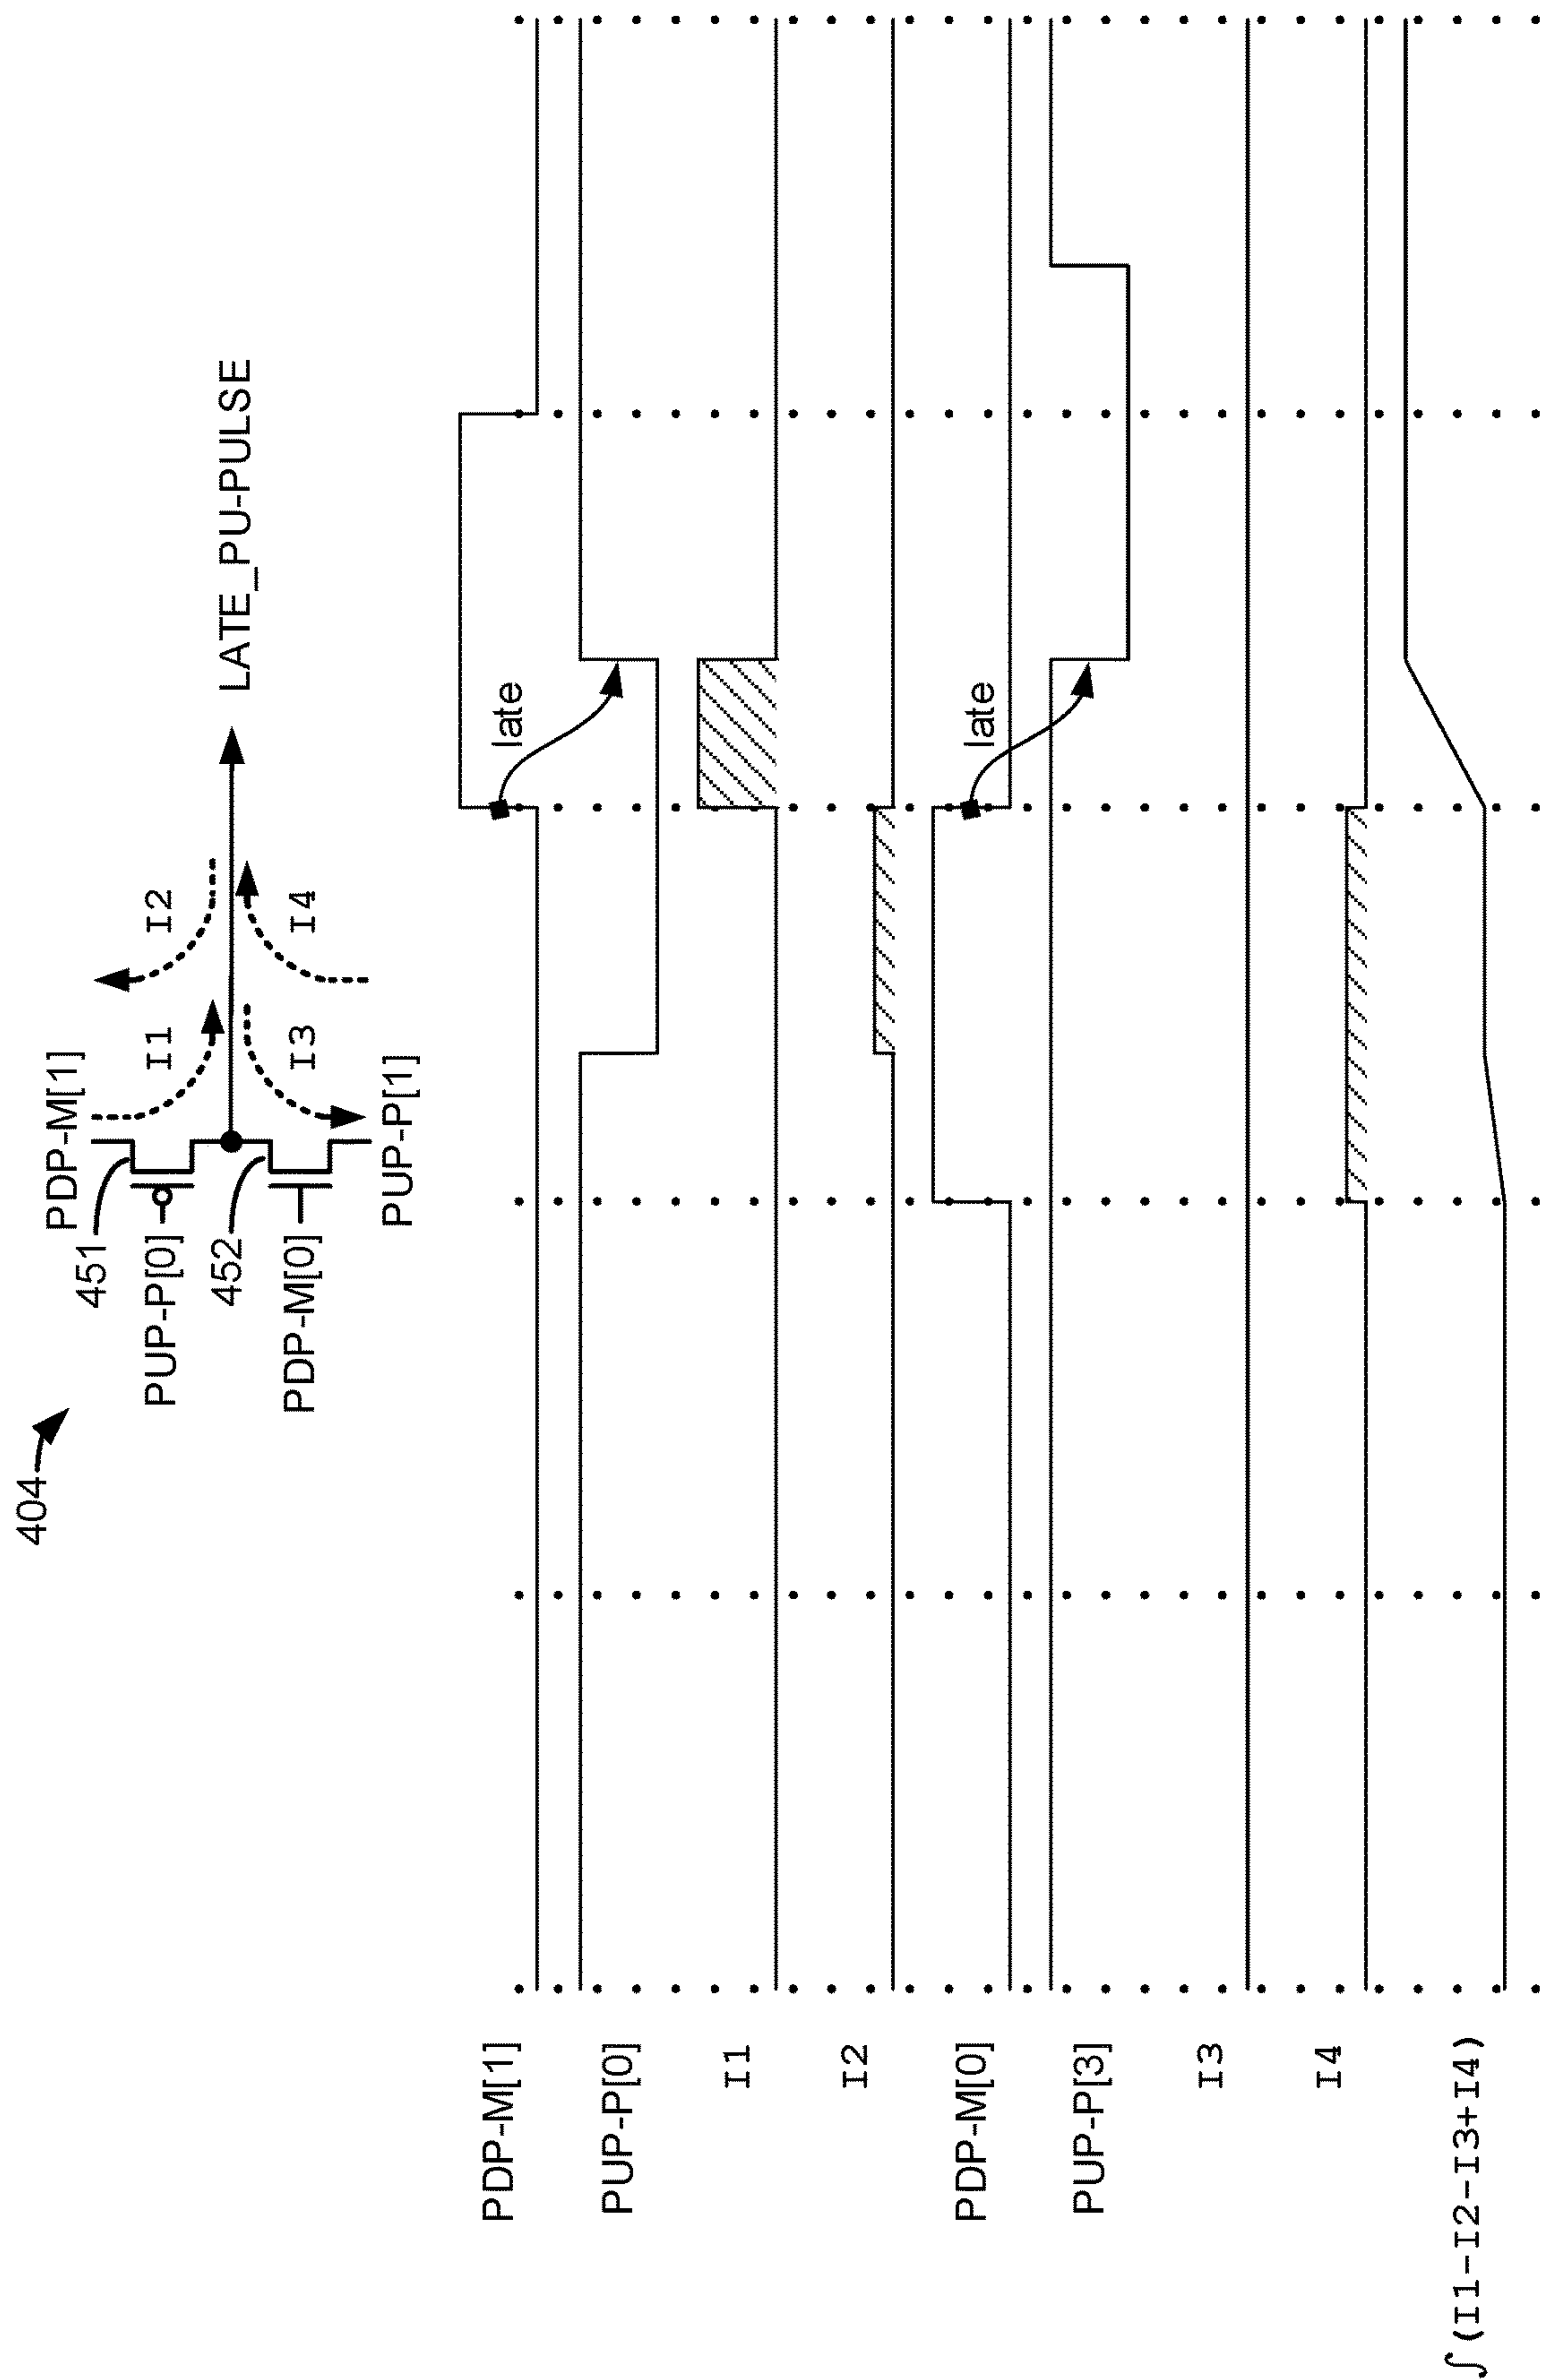 404
PDP-M[1]
451
PUP-P[0]
452
PDP-M[0]
PUP-P[1]
I1
I2
I3
I4
LATE_PU-PULSE
PDP-M[1]
late
PUP-P[0]
I1
I2
PDP-M[0]
late
PUP-P[3]
I3
I4
∫(I1-I2-I3+I4)